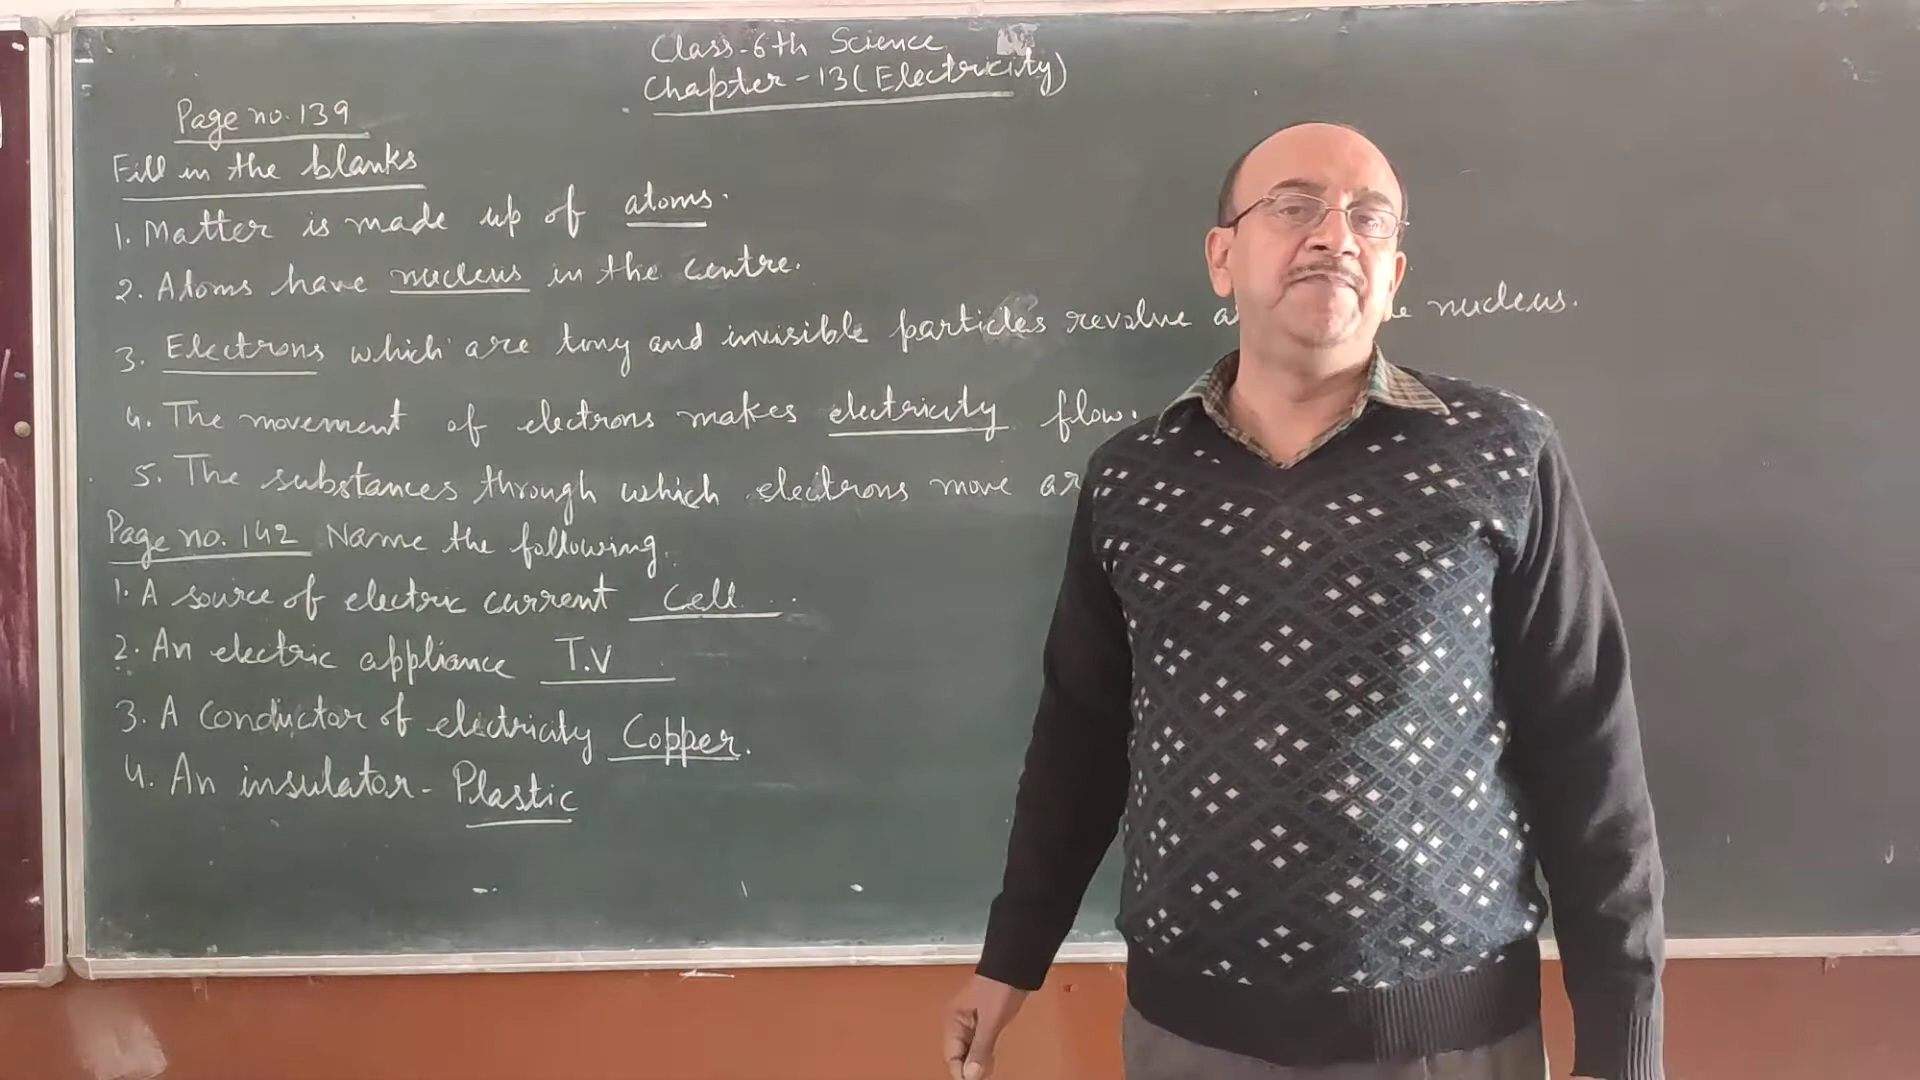 Class-6th Science
Chapter-13(Electricity)
Page no. 139
Fill in the blanks
1. Matter is made up of atoms.
2. Atoms have nucleus in the centre.
3. Electrons which are tiny and invisible particles revolve nucleus.
4. The movement of electrons makes electricity flow.
5. The substances through which electrons move
Page no. 142 Name the following.
1. A source of electric current Cell
2. An electric appliance T.V
3. A conductor of electricity Copper.
4. An insulator- Plastic